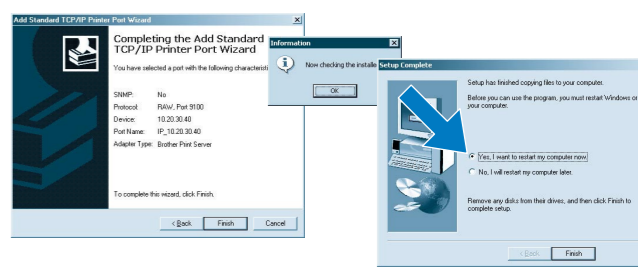 Add Standard TCP/IP Printer Port Wizard
Completing the Add Standard
TCP/IP Printer Port Wizard
You have selected a port with the following characteristi
SNMP: No
Protocol: RAW, Port 9100
Device: 10.20.30.40
Port Name: IP_10.20.30.40
Adapter Type: Brother Print Server
To complete this wizard, click Finish.
< Back
Finish
Cancel
Information
Now checking the installe
OK
Setup Complete
Setup has finished copying files to your computer.
Before you can use the program, you must restart Windows or
your computer.
Yes, I want to restart my computer now.
No, I will restart my computer later.
Remove any disks from their drives, and then click Finish to
complete setup.
< Back
Finish